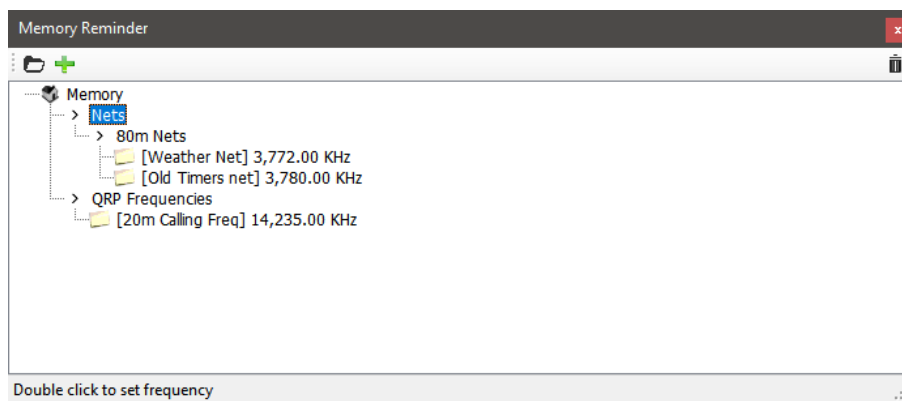 Memory Reminder
Memory
Nets
80m Nets
[Weather Net] 3,772.00 KHz
[Old Timers net] 3,780.00 KHz
QRP Frequencies
[20m Calling Freq] 14,235.00 KHz
Double click to set frequency